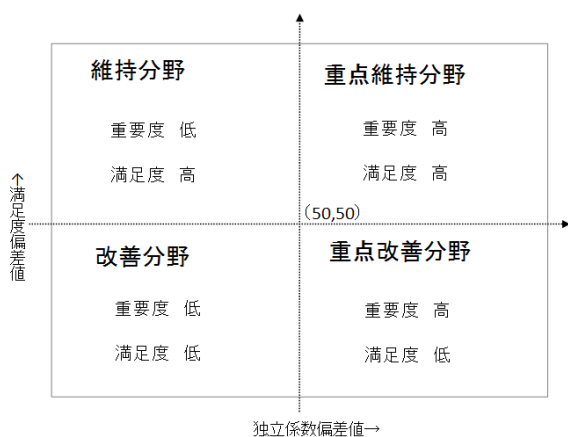 維持分野
重要度 低
満足度 高
重点維持分野
重要度 高
満足度 高
↑満足度偏差値
(50,50)
改善分野
重要度 低
満足度 低
重点改善分野
重要度 高
満足度 低
独立係数偏差値→